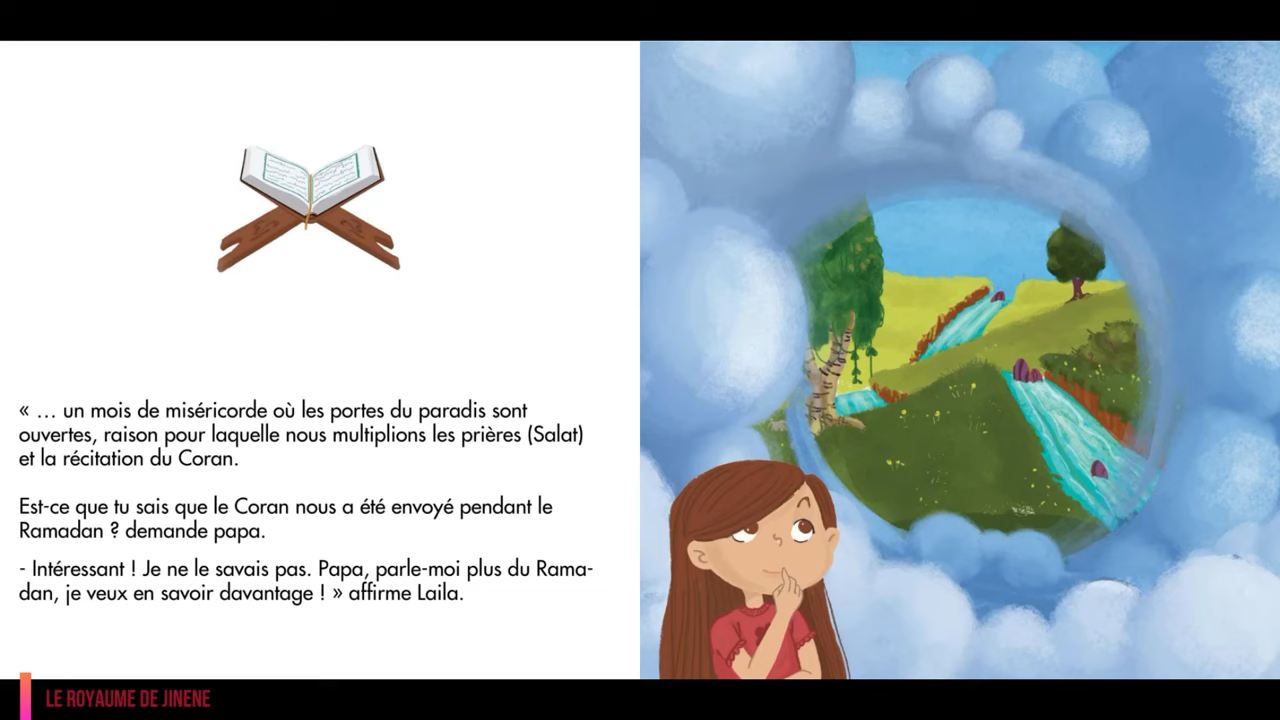 « … un mois de miséricorde où les portes du paradis sont
ouvertes, raison pour laquelle nous multiplions les prières (Salat)
et la récitation du Coran.
Est-ce que tu sais que le Coran nous a été envoyé pendant le
Ramadan ? demande papa.
- Intéressant ! Je ne le savais pas. Papa, parle-moi plus du Rama-
dan, je veux en savoir davantage ! » affirme Laila.
LE ROYAUME DE JINENE